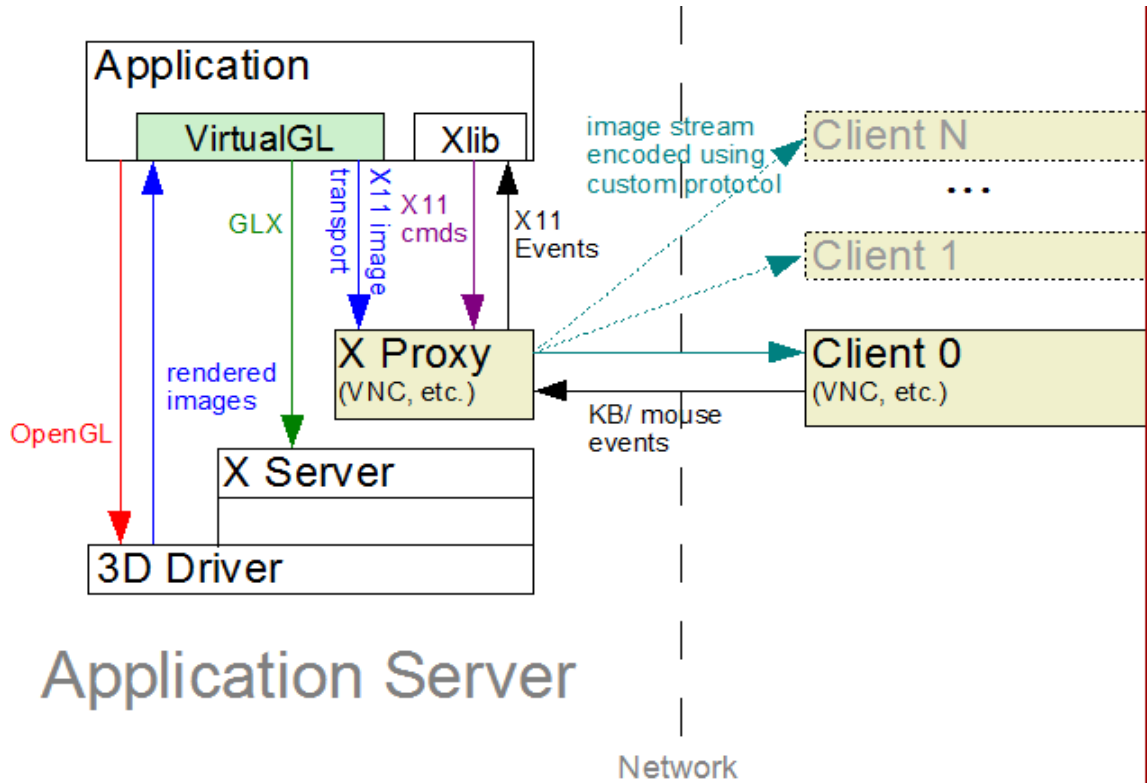 Application
VirtualGL
Xlib
image stream
encoded using
custom protocol
Client N
...
GLX
X11 image
transport
X11
cmds
X11
Events
Client 1
X Proxy
(VNC, etc.)
Client 0
(VNC, etc.)
rendered
images
KB/ mouse
events
OpenGL
X Server
3D Driver
Application Server
Network